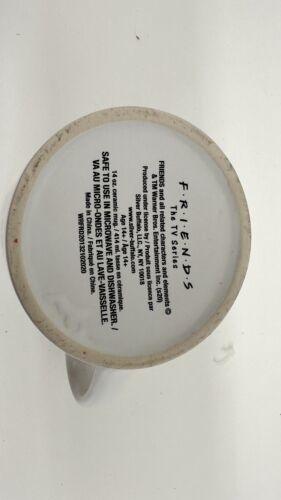 F·R·I·E·N·D·S
The TV Series
FRIENDS and all related characters and elements ©
& TM Warner Bros. Entertainment Inc. (s20)
Produced under license by / Produit sous licence par
Silver Buffalo, LLC., NY, NY 10018
www.silver-buffalo.com
Age 14+ / Âge 14+
14 oz. ceramic mug. / 414 ml. tasse en céramique.
SAFE TO USE IN MICROWAVE AND DISHWASHER. /
VA AU MICRO-ONDES ET AU LAVE-VAISSELLE.
Made in China. / Fabriqué en Chine.